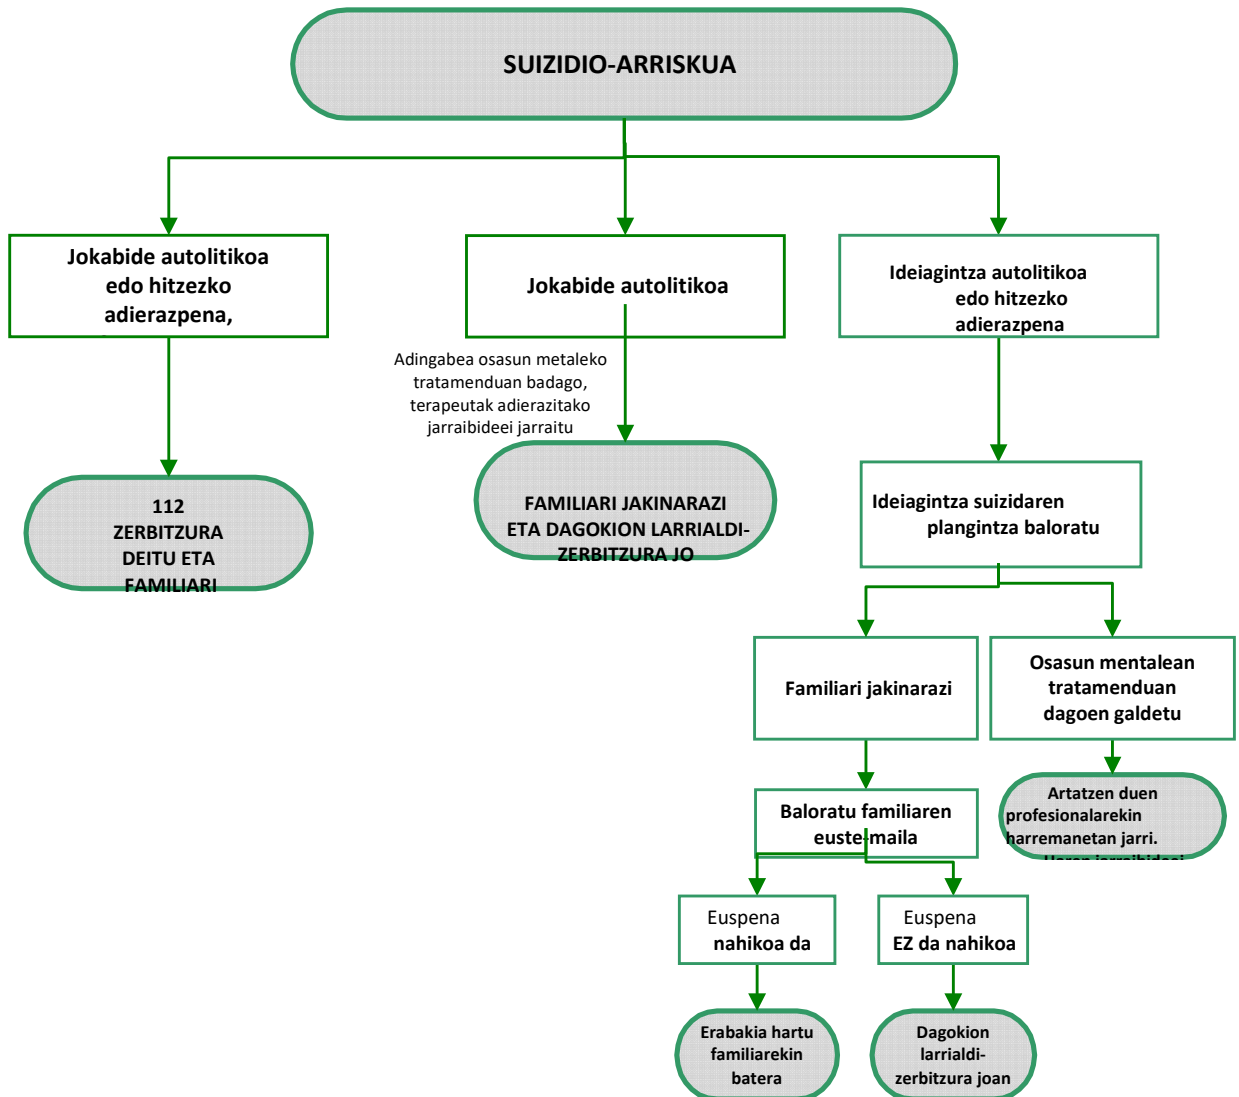 SUIZIDIO-ARRISKUA
Jokabide autolitikoa
edo hitzezko
adierazpena,
Jokabide autolitikoa
Ideiagintza autolitikoa
edo hitzezko
adierazpena
Adingabea osasun metaleko
tratamenduan badago,
terapeutak adierazitako
jarraibideei jarraitu
112
ZERBITZURA
DEITU ETA
FAMILIARI
FAMILIARI JAKINARAZI
ETA DAGOKION LARRIALDI-
ZERBITZURA JO
Ideiagintza suizidaren
plangintza baloratu
Familiari jakinarazi
Osasun mentalean
tratamenduan
dagoen galdetu
Baloratu familiaren
euste-maila
Artatzen duen
profesionalarekin
harremanetan jarri.
Euspena
nahikoa da
Euspena
EZ da nahikoa
Erabakia hartu
familiarekin
batera
Dagokion
larrialdi-
zerbitzura joan